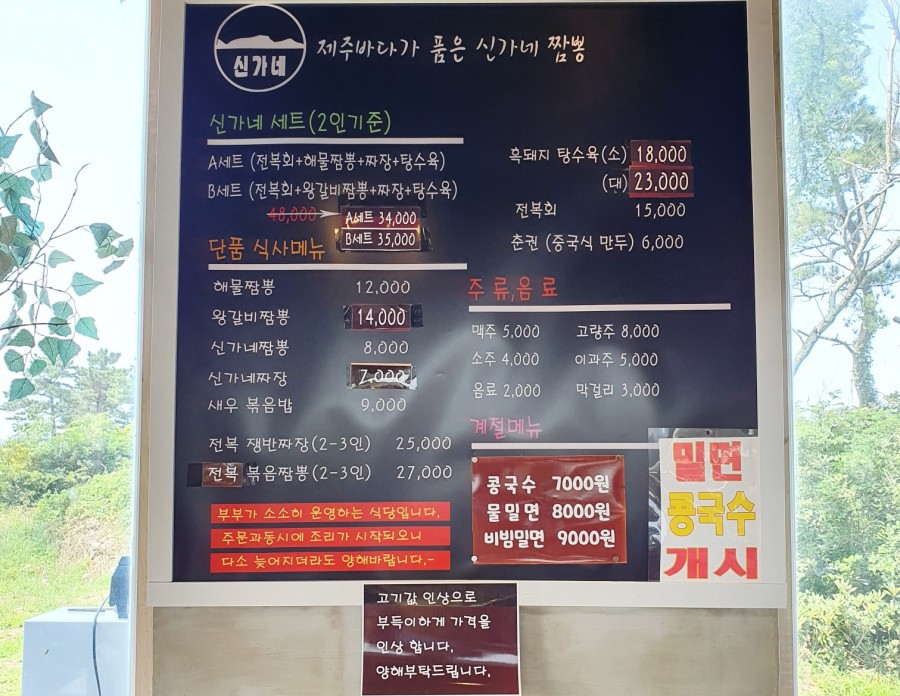 신가네
제주바다가 품은 신가네 짬뽕
신가네 세트(2인기준)
A세트 (전복회+해물짬뽕+짜장+탕수육)
B세트 (전복회+왕갈비짬뽕+짜장+탕수육)
48,000
A세트 34,000
B세트 35,000
단품 식사메뉴
해물짬뽕 12,000
왕갈비짬뽕 14,000
신가네짬뽕 8,000
신가네짜장 7,000
새우 볶음밥 9,000
전복 쟁반짜장(2-3인) 25,000
전복 볶음짬뽕(2-3인) 27,000
부부가 소소히 운영하는 식당입니다.
주문과동시에 조리가 시작되오니
다소 늦어지더라도 양해바랍니다.-
흑돼지 탕수육(소) 18,000
(대) 23,000
전복회 15,000
춘권 (중국식 만두) 6,000
주류,음료
맥주 5,000 고량주 8,000
소주 4,000 이과주 5,000
음료 2,000 막걸리 3,000
계절메뉴
콩국수 7000원
물밀면 8000원
비빔밀면 9000원
밀면
콩국수
개시
고기값 인상으로
부득이하게 가격을
인상 합니다.
양해부탁드립니다.